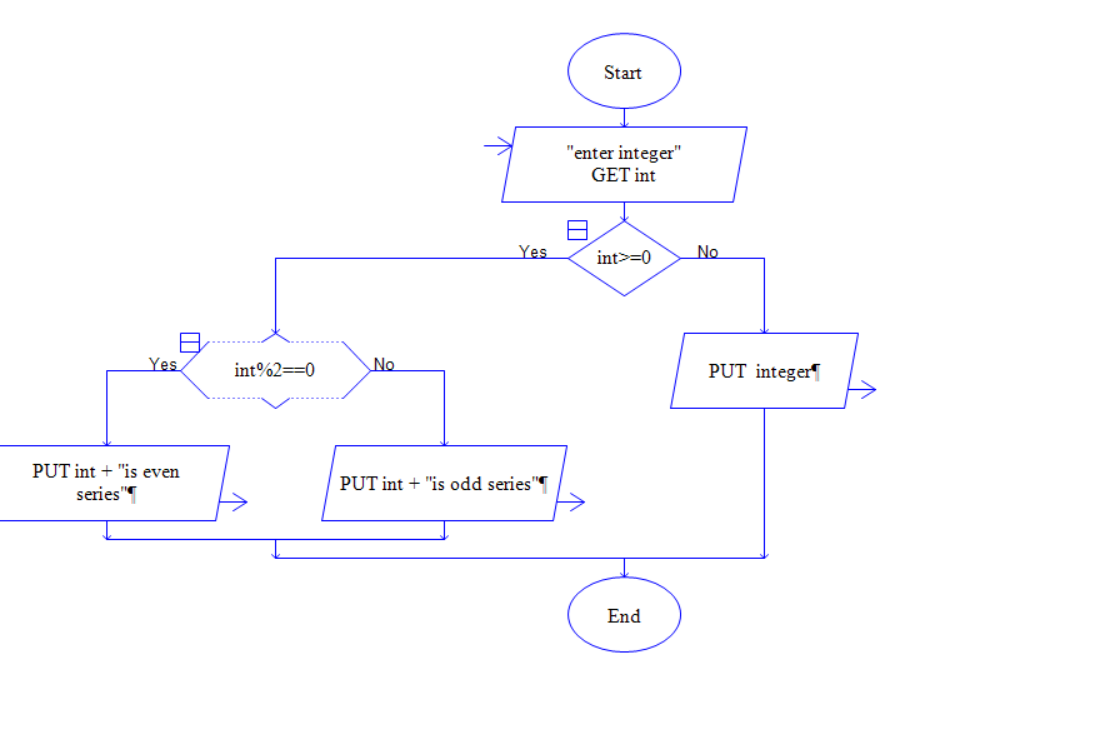 Start
"enter integer"
GET int
Yes
int>=0
No
Yes
int%2==0
No
PUT  integer¶
PUT int + "is even
series"¶
PUT int + "is odd series"¶
End